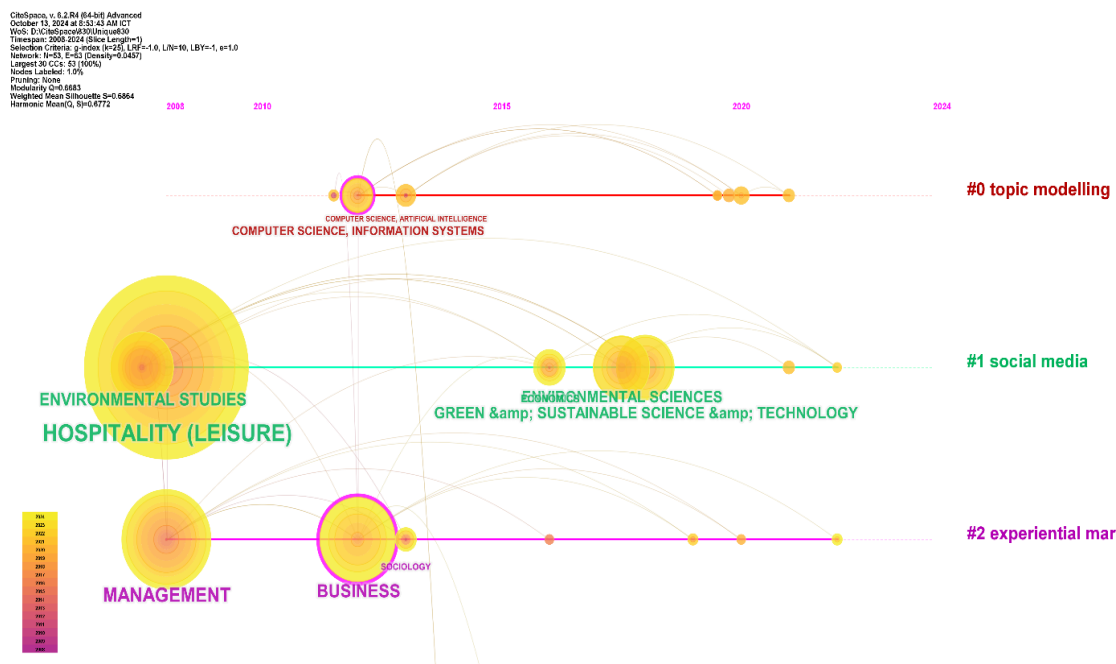 CiteSpace, v. 6.2.R4 (64-bit) Advanced
October 13, 2024 at 8:53:43 AM ICT
WoS: D:\CiteSpace\830\Unique830
Timespan: 2008-2024 (Slice Length=1)
Selection Criteria: g-index (k=25), LRF=-1.0, L/N=10, LBY=-1, e=1.0
Network: N=53, E=63 (Density=0.0457)
Largest 30 CCs: 53 (100%)
Nodes Labeled: 1.0%
Pruning: None
Modularity Q=0.6683
Weighted Mean Silhouette S=0.6864
Harmonic Mean(Q, S)=0.6772
2008 2010 2015 2020 2024
#0 topic modelling
COMPUTER SCIENCE, ARTIFICIAL INTELLIGENCE
COMPUTER SCIENCE, INFORMATION SYSTEMS
#1 social media
ENVIRONMENTAL STUDIES
ECONOMICS
ENVIRONMENTAL SCIENCES
GREEN &amp; SUSTAINABLE SCIENCE &amp; TECHNOLOGY
HOSPITALITY (LEISURE)
#2 experiential mar
SOCIOLOGY
MANAGEMENT
BUSINESS